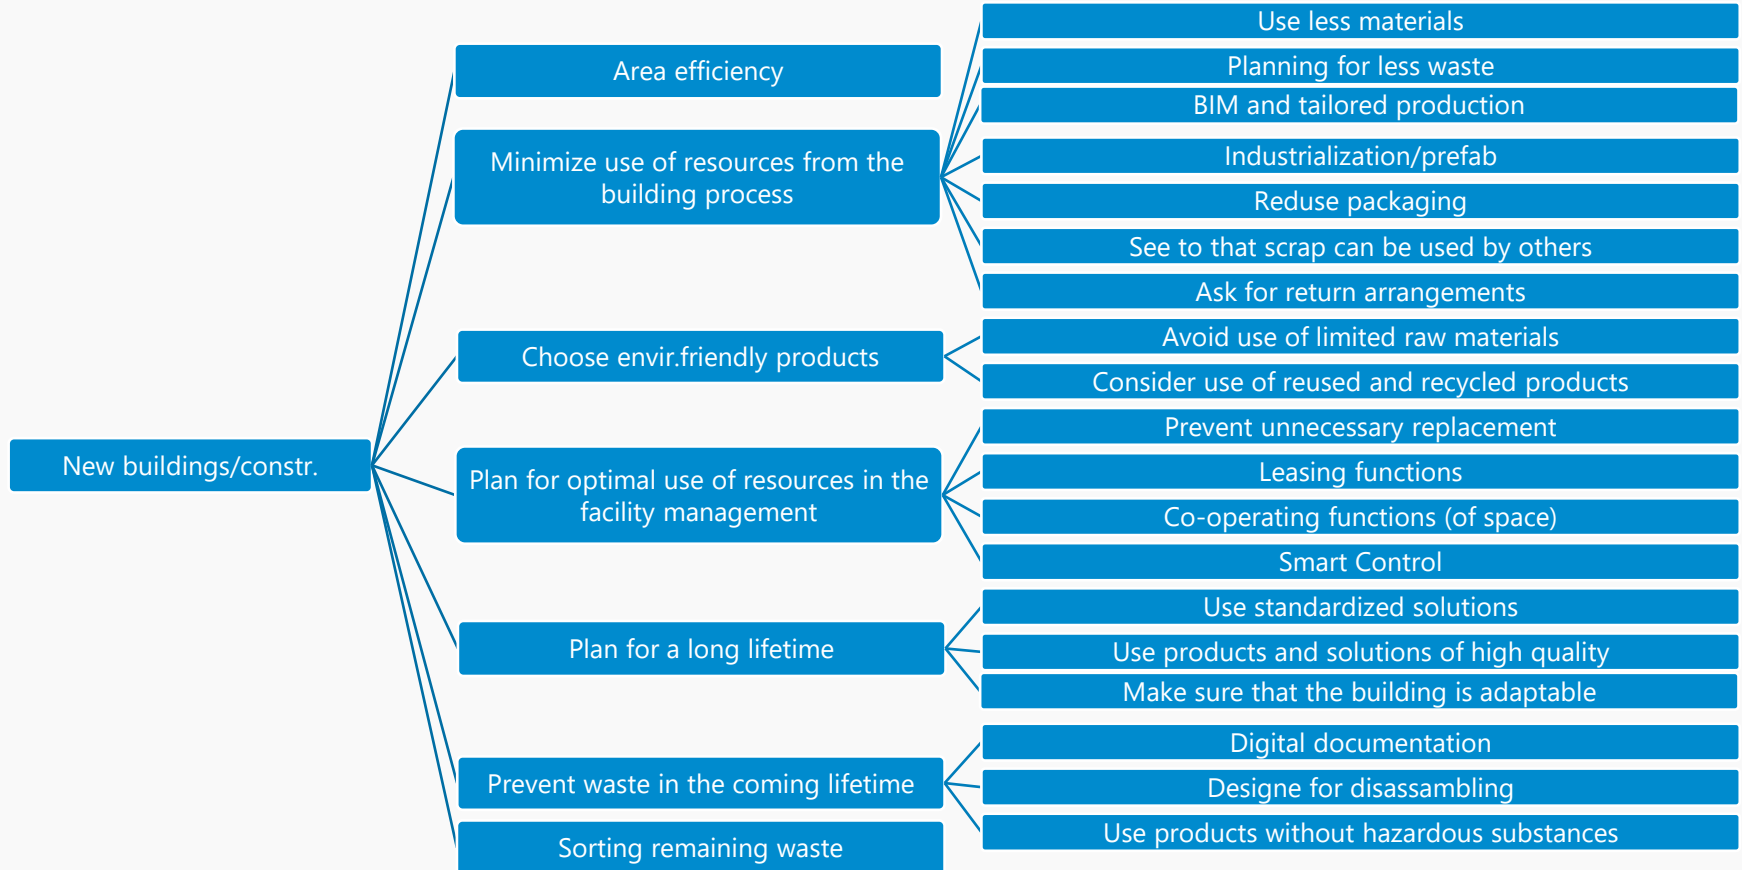 New buildings/constr.
Area efficiency
Minimize use of resources from the
building process
Use less materials
Planning for less waste
BIM and tailored production
Industrialization/prefab
Reduse packaging
See to that scrap can be used by others
Ask for return arrangements
Choose envir.friendly products
Avoid use of limited raw materials
Consider use of reused and recycled products
Plan for optimal use of resources in the
facility management
Prevent unnecessary replacement
Leasing functions
Co-operating functions (of space)
Smart Control
Plan for a long lifetime
Use standardized solutions
Use products and solutions of high quality
Make sure that the building is adaptable
Prevent waste in the coming lifetime
Digital documentation
Designe for disassambling
Use products without hazardous substances
Sorting remaining waste